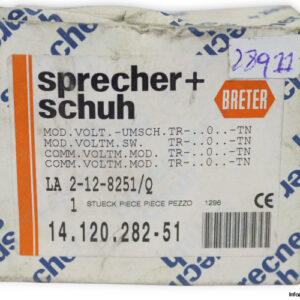 sprecher+
schuh
BRETER
MOD.VOLT.-UMSCH.TR-..0..-TN
MOD.VOLTM.SW. TR-..0..-TN
COMM.VOLTM.MOD. TR-..0..-TN
COMM.VOLTM.MOD. TR-..0..-TN
LA 2-12-8251/Q
1 STUECK PIECE PIECE PEZZO 1296
CE
14.120.282-51